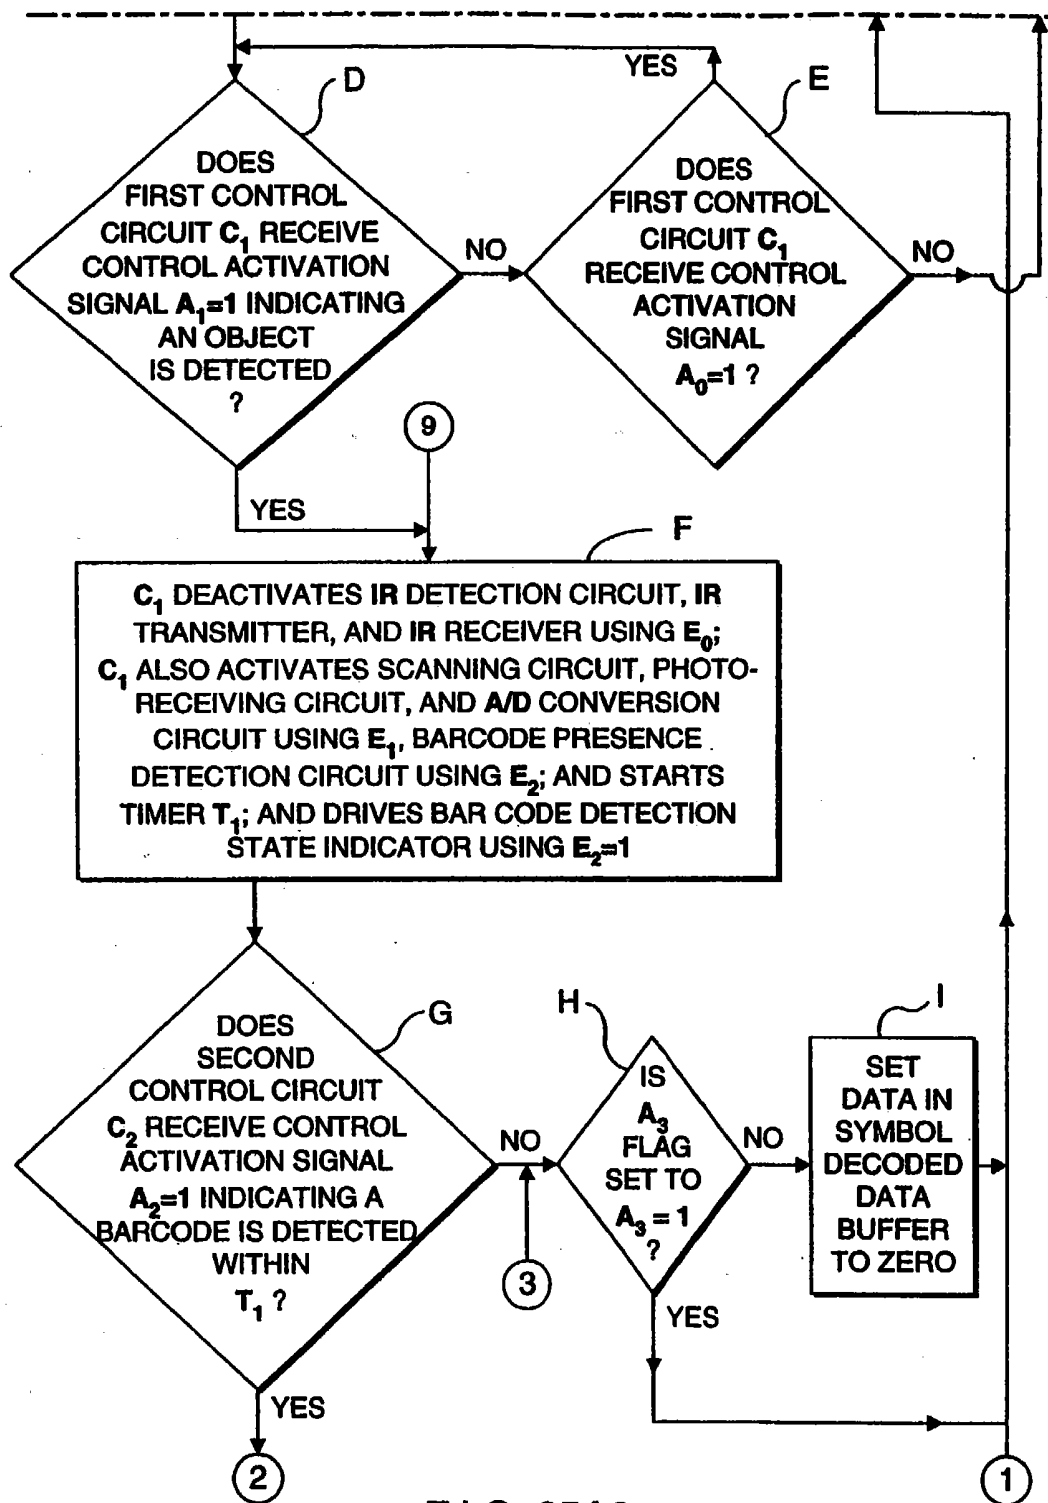 YES
D
DOES
FIRST CONTROL
CIRCUIT C₁ RECEIVE
CONTROL ACTIVATION
SIGNAL A₁=1 INDICATING
AN OBJECT
IS DETECTED
?
NO
E
DOES
FIRST CONTROL
CIRCUIT C₁
RECEIVE CONTROL
ACTIVATION
SIGNAL
A₀=1 ?
NO
9
YES
F
C₁ DEACTIVATES IR DETECTION CIRCUIT, IR
TRANSMITTER, AND IR RECEIVER USING E₀;
C₁ ALSO ACTIVATES SCANNING CIRCUIT, PHOTO-
RECEIVING CIRCUIT, AND A/D CONVERSION
CIRCUIT USING E₁, BARCODE PRESENCE
DETECTION CIRCUIT USING E₂; AND STARTS
TIMER T₁; AND DRIVES BAR CODE DETECTION
STATE INDICATOR USING E₂=1
G
DOES
SECOND
CONTROL CIRCUIT
C₂ RECEIVE CONTROL
ACTIVATION SIGNAL
A₂=1 INDICATING A
BARCODE IS DETECTED
WITHIN
T₁ ?
NO
3
H
IS
A₃
FLAG
SET TO
A₃ = 1
?
NO
I
SET
DATA IN
SYMBOL
DECODED
DATA
BUFFER
TO ZERO
YES
YES
2
1